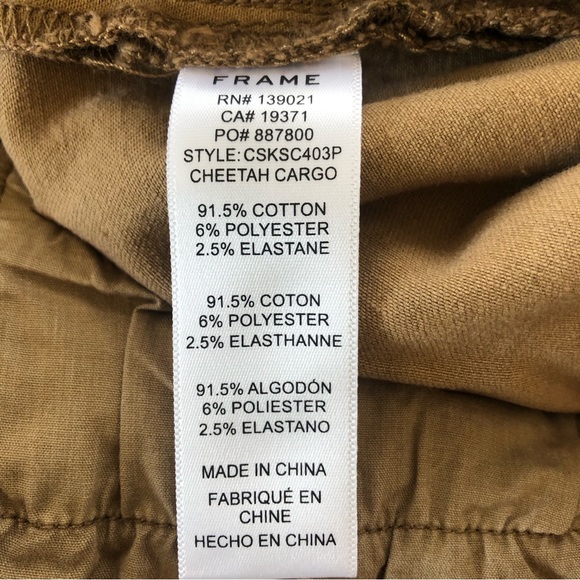 FRAME
RN# 139021
CA# 19371
PO# 887800
STYLE: CSKSC403P
CHEETAH CARGO
91.5% COTTON
6% POLYESTER
2.5% ELASTANE
91.5% COTON
6% POLYESTER
2.5% ELASTHANNE
91.5% ALGODÓN
6% POLIESTER
2.5% ELASTANO
MADE IN CHINA
FABRIQUÉ EN
CHINE
HECHO EN CHINA